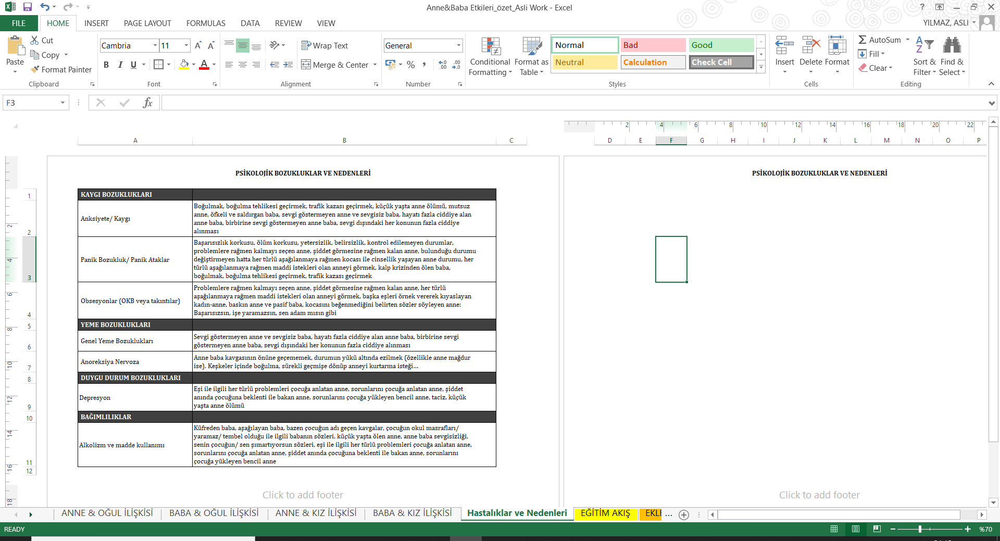 Anne&Baba Etkileri_özet_Asli Work - Excel
?
FILE HOME INSERT PAGE LAYOUT FORMULAS DATA REVIEW VIEW
YILMAZ, ASLI
Paste
Cut
Copy
Format Painter
Clipboard
Cambria 11 A A
B I U A
Font
Wrap Text
Merge & Center
Alignment
General
% , .00 .00
Number
Conditional Formatting
Format as Table
Normal Bad Good
Neutral Calculation Check Cell
Styles
Insert Delete Format
Cells
AutoSum
Fill
Clear
Sort & Filter
Find & Select
Editing
F3
fx
2 4 6 8 10 12 14 16 18 20 22
A B C D E F G H I J K L M N O P
PSİKOLOJİK BOZUKLUKLAR VE NEDENLERİ
PSİKOLOJİK BOZUKLUKLAR VE NEDENLERİ
1
KAYGI BOZUKLUKLARI
2
Anksiyete/ Kaygı
Boğulmak, boğulma tehlikesi geçirmek, trafik kazası geçirmek, küçük yaşta anne ölümü, mutsuz
anne, öfkeli ve saldırgan baba, sevgi göstermeyen anne ve sevgisiz baba, hayatı fazla ciddiye alan
anne baba, birbirine sevgi göstermeyen anne baba, sevgi dışındaki her konunun fazla ciddiye
alınması
3
Panik Bozukluk/ Panik Ataklar
Başarısızlık korkusu, ölüm korkusu, yetersizlik, belirsizlik, kontrol edilemeyen durumlar,
problemlere rağmen kalmayı seçen anne, şiddet görmesine rağmen kalan anne, bulunduğu durumu
değiştirmeyen hatta her türlü aşağılanmaya rağmen kocası ile cinsellik yaşayan anne durumu, her
türlü aşağılanmaya rağmen maddi istekleri olan anneyi görmek, kalp krizinden ölen baba,
boğulmak, boğulma tehlikesi geçirmek, trafik kazası geçirmek
4
Obsesyonlar (OKB veya takıntılar)
Problemlere rağmen kalmayı seçen anne, şiddet görmesine rağmen kalan anne, her türlü
aşağılanmaya rağmen maddi istekleri olan anneyi görmek, başka eşleri örnek vererek kıyaslayan
kadın-anne, baskın anne ve pasif baba, kocasını beğenmediğini belirten sözler söyleyen anne:
Başarısızsın, işe yaramazsın, sen adam mısın gibi
5
YEME BOZUKLUKLARI
6
Genel Yeme Bozuklukları
Sevgi göstermeyen anne ve sevgisiz baba, hayatı fazla ciddiye alan anne baba, birbirine sevgi
göstermeyen anne baba, sevgi dışındaki her konunun fazla ciddiye alınması
7
Anoreksiya Nervoza
Anne baba kavgasının önüne geçememek, durumun yükü altında ezilmek (özellikle anne mağdur
ise). Keşkeler içinde boğulma, sürekli geçmişe dönüp anneyi kurtarma isteği...
8
DUYGU DURUM BOZUKLUKLARI
9
Depresyon
Eşi ile ilgili her türlü problemleri çocuğa anlatan anne, sorunlarını çocuğa anlatan anne, şiddet
anında çocuğuna beklenti ile bakan anne, sorunlarını çocuğa yükleyen bencil anne, taciz, küçük
yaşta anne ölümü
10
BAĞIMLILIKLAR
11
Alkolizm ve madde kullanımı
Küfreden baba, aşağılayan baba, bazen çocuğun adı geçen kavgalar, çocuğun okul masrafları/
yaramaz/ tembel olduğu ile ilgili babanın sözleri, küçük yaşta ölen anne, anne baba sevgisizliği,
senin çocuğun/ sen şımartıyorsun sözleri, eşi ile ilgili her türlü problemleri çocuğa anlatan anne,
sorunlarını çocuğa anlatan anne, şiddet anında çocuğuna beklenti ile bakan anne, sorunlarını
çocuğa yükleyen bencil anne
12
2 4 6 8 10 12 14 16 18
Click to add footer
Click to add footer
ANNE & OĞUL İLİŞKİSİ BABA & OĞUL İLİŞKİSİ ANNE & KIZ İLİŞKİSİ BABA & KIZ İLİŞKİSİ Hastalıklar ve Nedenleri EĞİTİM AKIŞ EKLE ...
READY
%70